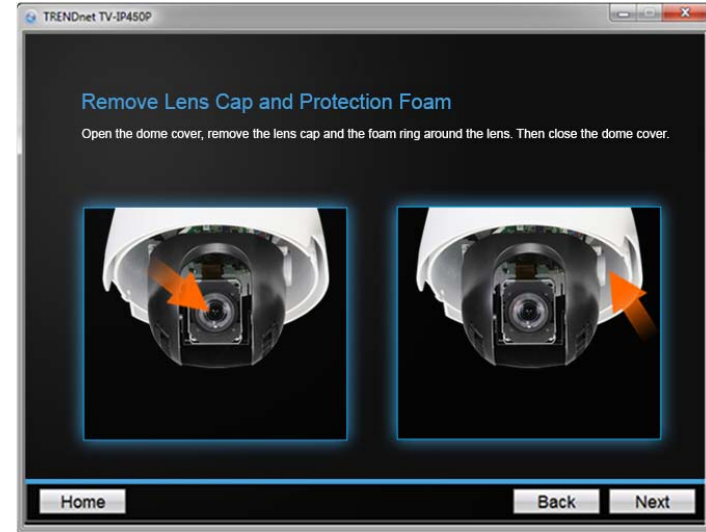 TRENDnet TV-IP450P
Remove Lens Cap and Protection Foam
Open the dome cover, remove the lens cap and the foam ring around the lens. Then close the dome cover.
Home
Back
Next